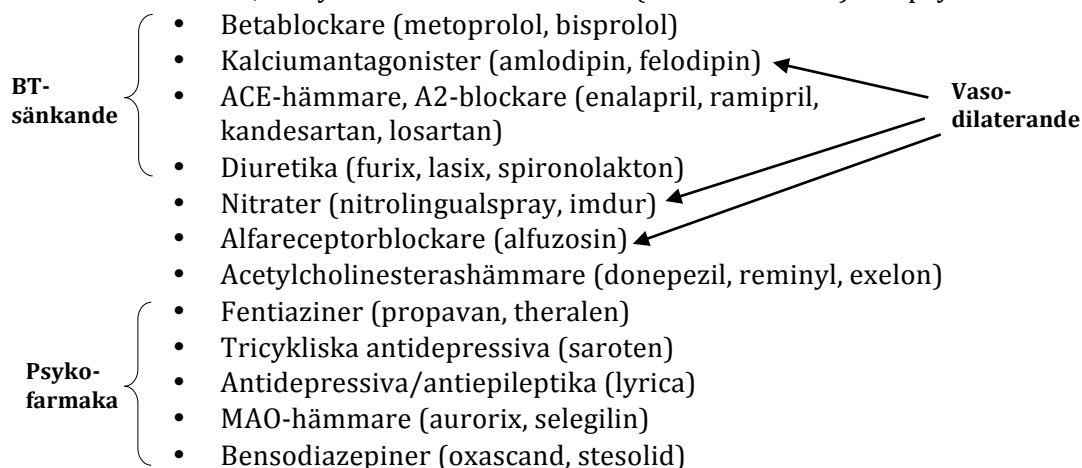 • Betablockare (metoprolol, bisprolol)
• Kalciumantagonister (amlodipin, felodipin)
BT-
sänkande
• ACE-hämmare, A2-blockare (enalapril, ramipril,
kandesartan, losartan)
Vaso-
dilaterande
• Diuretika (furix, lasix, spironolakton)
• Nitrater (nitrolingualspray, imdur)
• Alfareceptorblockare (alfuzosin)
• Acetylcholinesterashämmare (donepezil, reminyl, exelon)
• Fentiaziner (propavan, theralen)
• Tricykliska antidepressiva (saroten)
Psyko-
farmaka
• Antidepressiva/antiepileptika (lyrica)
• MAO-hämmare (aurorix, selegilin)
• Bensodiazepiner (oxascand, stesolid)